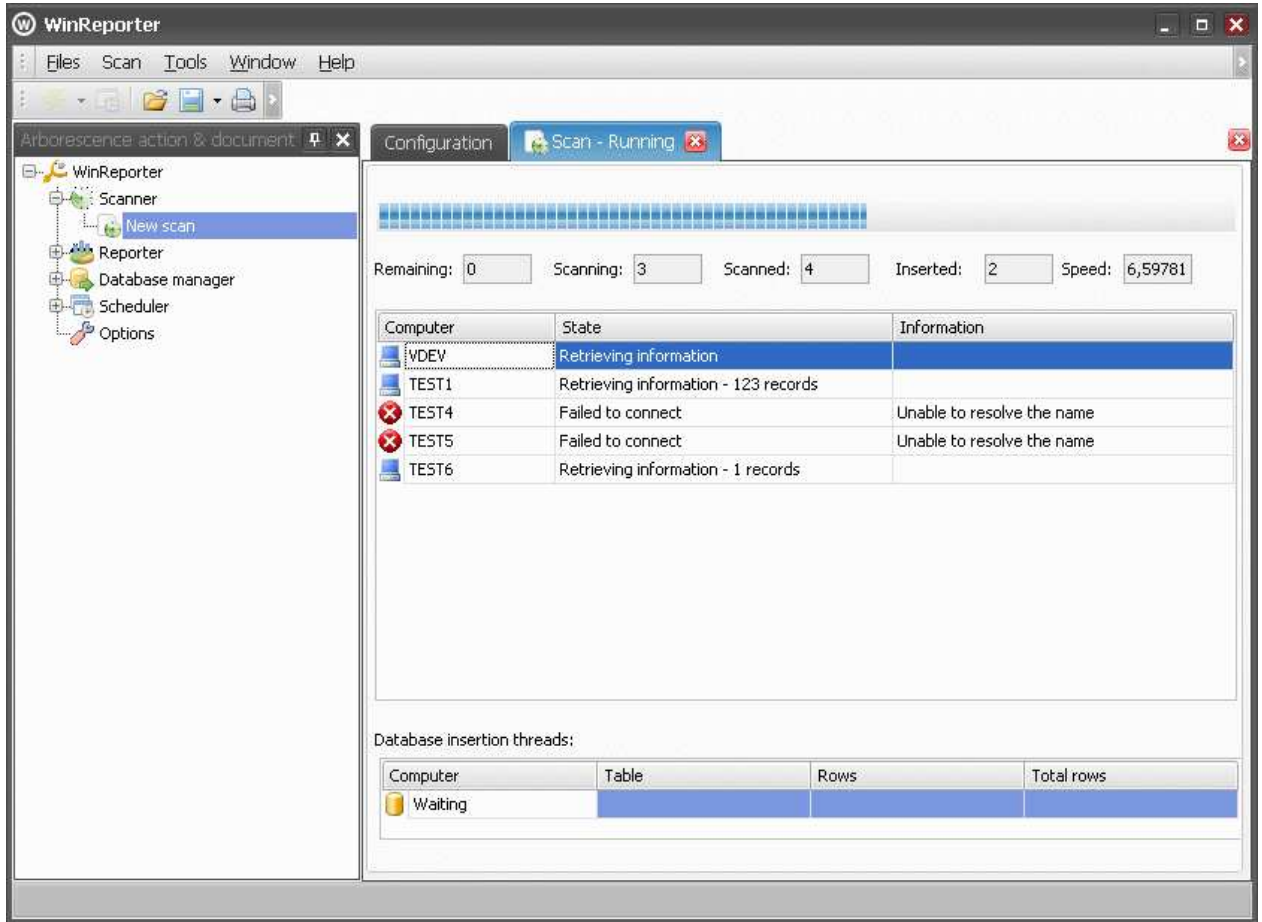 WinReporter
Files Scan Tools Window Help
Arborescence action & document
Configuration
Scan - Running
WinReporter
Scanner
New scan
Reporter
Database manager
Scheduler
Options
Remaining: 0 Scanning: 3 Scanned: 4 Inserted: 2 Speed: 6,59781
Computer State Information
VDEV Retrieving information
TEST1 Retrieving information - 123 records
TEST4 Failed to connect Unable to resolve the name
TEST5 Failed to connect Unable to resolve the name
TEST6 Retrieving information - 1 records
Database insertion threads:
Computer Table Rows Total rows
Waiting